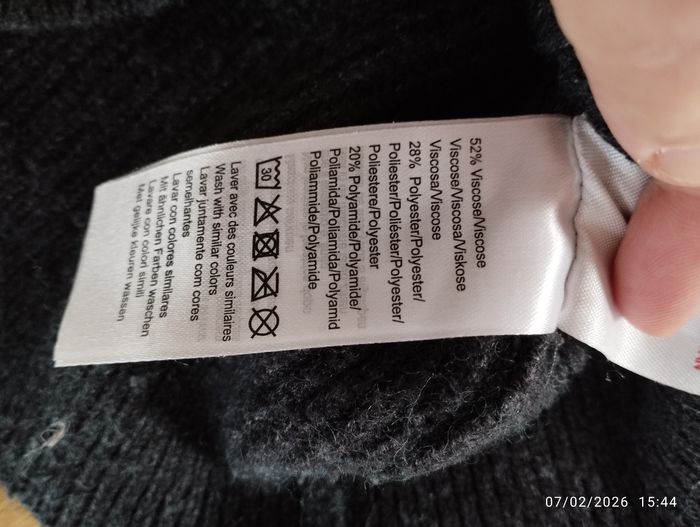 52% Viscose/Viscose
Viscose/Viscosa/Viskose
Viscosa/Viscose
28% Polyester/Polyester/
Poliester/Poliéster/Polyester/
Poliestere/Polyester
20% Polyamide/Polyamide/
Poliamida/Poliamida/Polyamid
Poliammide/Polyamide
30
Laver avec des couleurs similaires
Wash with similar colors
Lavar juntamente com cores
semelhantes
Lavar con colores similares
Mit ähnlichen Farben waschen
Lavare con colori simili
Met gelijke kleuren wassen
07/02/2026 15:44